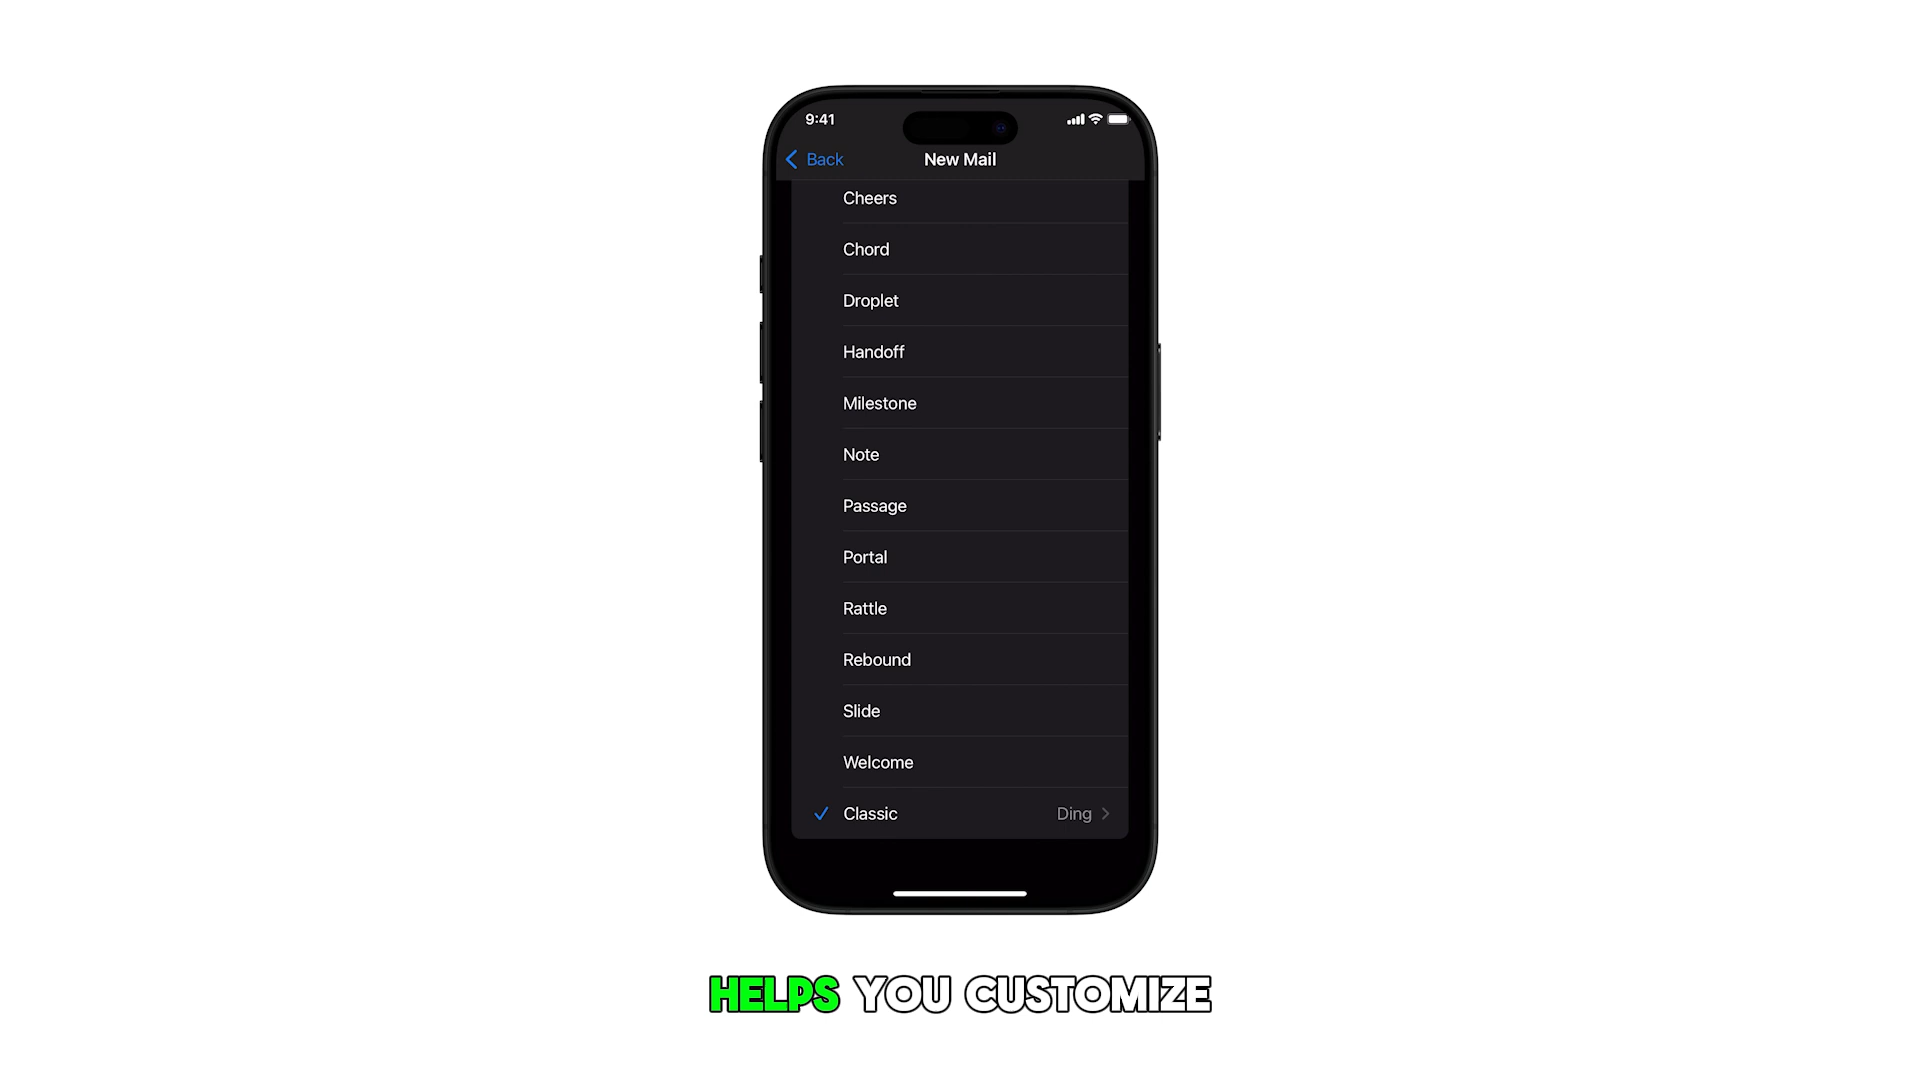 9:41
Back
New Mail
Cheers
Chord
Droplet
Handoff
Milestone
Note
Passage
Portal
Rattle
Rebound
Slide
Welcome
Classic Ding
HELPS YOU CUSTOMIZE